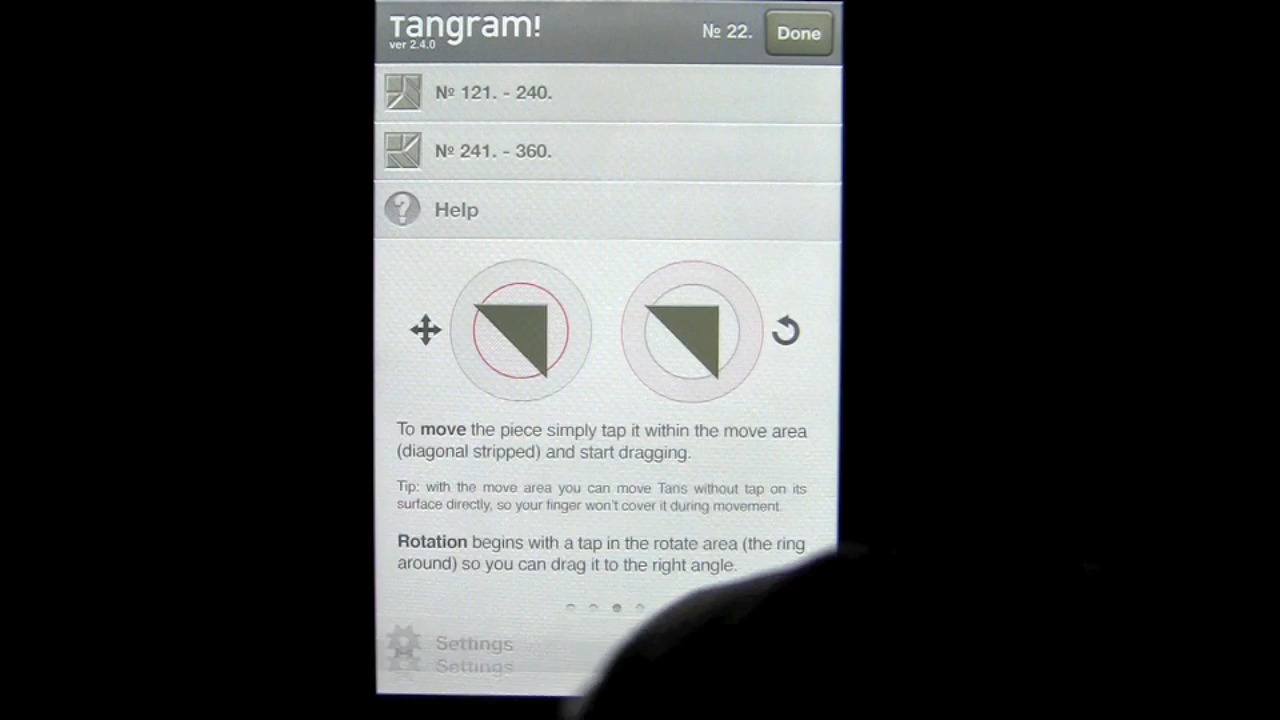 Tangram!
ver 2.4.0
№ 22.
Done
№ 121. - 240.
№ 241. - 360.
Help
To move the piece simply tap it within the move area
(diagonal stripped) and start dragging.
Tip: with the move area you can move Tans without tap on its
surface directly, so your finger won't cover it during movement.
Rotation begins with a tap in the rotate area (the ring
around) so you can drag it to the right angle.
Settings
Settings